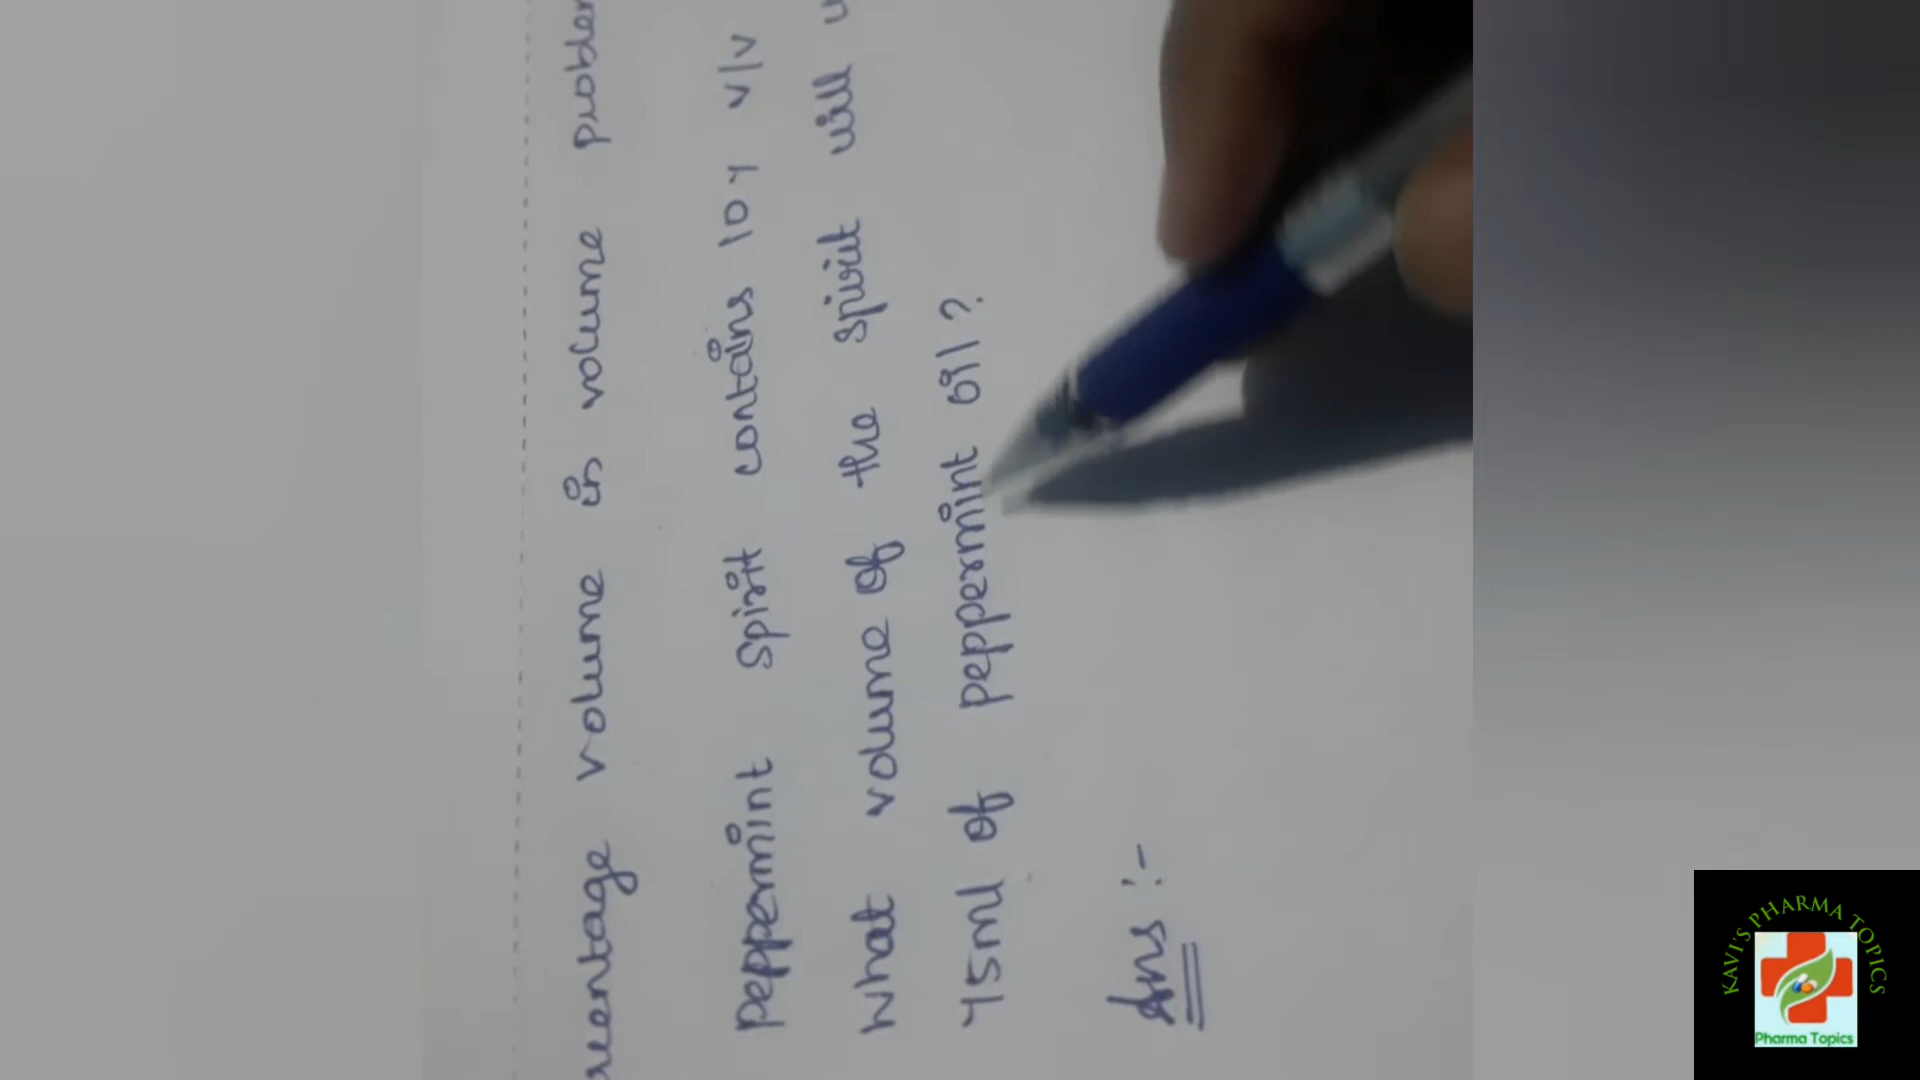 rcentage volume in volume problem
Peppermint Spirit contains 10% v/v
What volume of the spirit will
75ml of peppermint oil?
Ans :-
KAVI'S PHARMA TOPICS
Pharma Topics